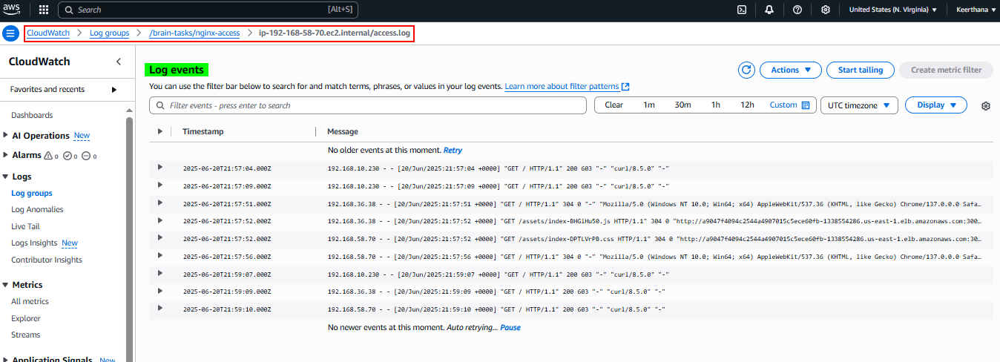 aws Search [Alt+S] United States (N. Virginia) Keerthana
CloudWatch Log groups /brain-tasks/nginx-access ip-192-168-58-70.ec2.internal/access.log
CloudWatch
Favorites and recents
Dashboards
AI Operations New
Alarms 0 0 0
Logs
Log groups
Log Anomalies
Live Tail
Logs Insights New
Contributor Insights
Metrics
All metrics
Explorer
Streams
Application Signals New
Log events
Actions Start tailing Create metric filter
You can use the filter bar below to search for and match terms, phrases, or values in your log events. Learn more about filter patterns
Filter events - press enter to search Clear 1m 30m 1h 12h Custom UTC timezone Display
Timestamp Message
No older events at this moment. Retry
2025-06-20T21:57:04.000Z 192.168.10.230 - - [20/Jun/2025:21:57:04 +0000] "GET / HTTP/1.1" 200 603 "-" "curl/8.5.0" "-"
2025-06-20T21:57:09.000Z 192.168.10.230 - - [20/Jun/2025:21:57:09 +0000] "GET / HTTP/1.1" 200 603 "-" "curl/8.5.0" "-"
2025-06-20T21:57:51.000Z 192.168.36.38 - - [20/Jun/2025:21:57:51 +0000] "GET / HTTP/1.1" 304 0 "-" "Mozilla/5.0 (Windows NT 10.0; Win64; x64) AppleWebKit/537.36 (KHTML, like Gecko) Chrome/137.0.0.0 Safa…
2025-06-20T21:57:52.000Z 192.168.36.38 - - [20/Jun/2025:21:57:52 +0000] "GET /assets/index-BHGiHu50.js HTTP/1.1" 304 0 "http://a9047f4094c2544a4907015c5ece60fb-1338554286.us-east-1.elb.amazonaws.com:300…
2025-06-20T21:57:52.000Z 192.168.58.70 - - [20/Jun/2025:21:57:52 +0000] "GET /assets/index-DPTLVrPB.css HTTP/1.1" 304 0 "http://a9047f4094c2544a4907015c5ece60fb-1338554286.us-east-1.elb.amazonaws.com:30…
2025-06-20T21:57:56.000Z 192.168.58.70 - - [20/Jun/2025:21:57:56 +0000] "GET / HTTP/1.1" 304 0 "-" "Mozilla/5.0 (Windows NT 10.0; Win64; x64) AppleWebKit/537.36 (KHTML, like Gecko) Chrome/137.0.0.0 Safa…
2025-06-20T21:59:07.000Z 192.168.10.230 - - [20/Jun/2025:21:59:07 +0000] "GET / HTTP/1.1" 200 603 "-" "curl/8.5.0" "-"
2025-06-20T21:59:09.000Z 192.168.36.38 - - [20/Jun/2025:21:59:09 +0000] "GET / HTTP/1.1" 200 603 "-" "curl/8.5.0" "-"
2025-06-20T21:59:10.000Z 192.168.58.70 - - [20/Jun/2025:21:59:10 +0000] "GET / HTTP/1.1" 200 603 "-" "curl/8.5.0" "-"
No newer events at this moment. Auto retrying... Pause